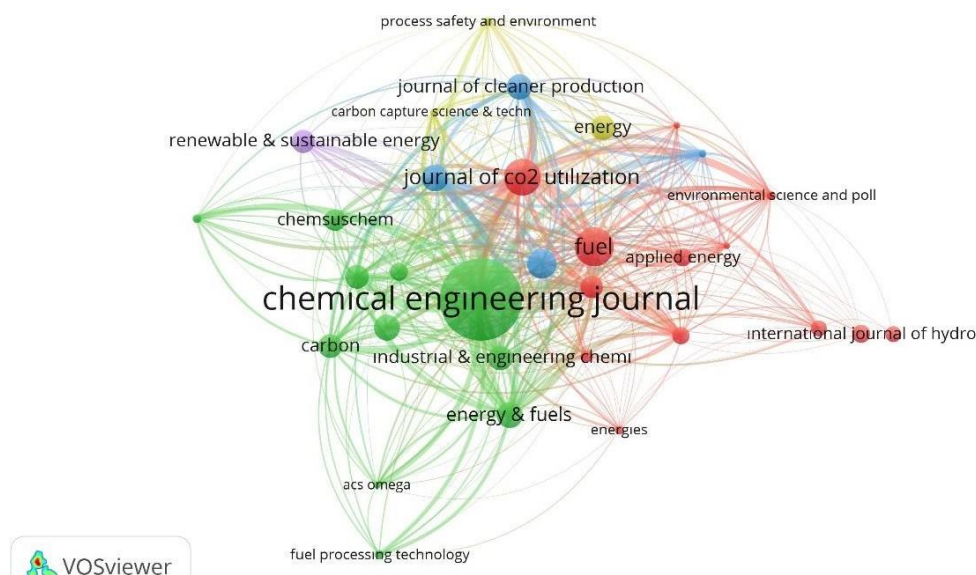 process safety and environment
journal of cleaner production
carbon capture science & techn
energy
renewable & sustainable energy
journal of co2 utilization
environmental science and poll
chemsuschem
fuel
applied energy
chemical engineering journal
international journal of hydro
carbon
industrial & engineering chemi
energy & fuels
energies
acs omega
fuel processing technology
VOSviewer